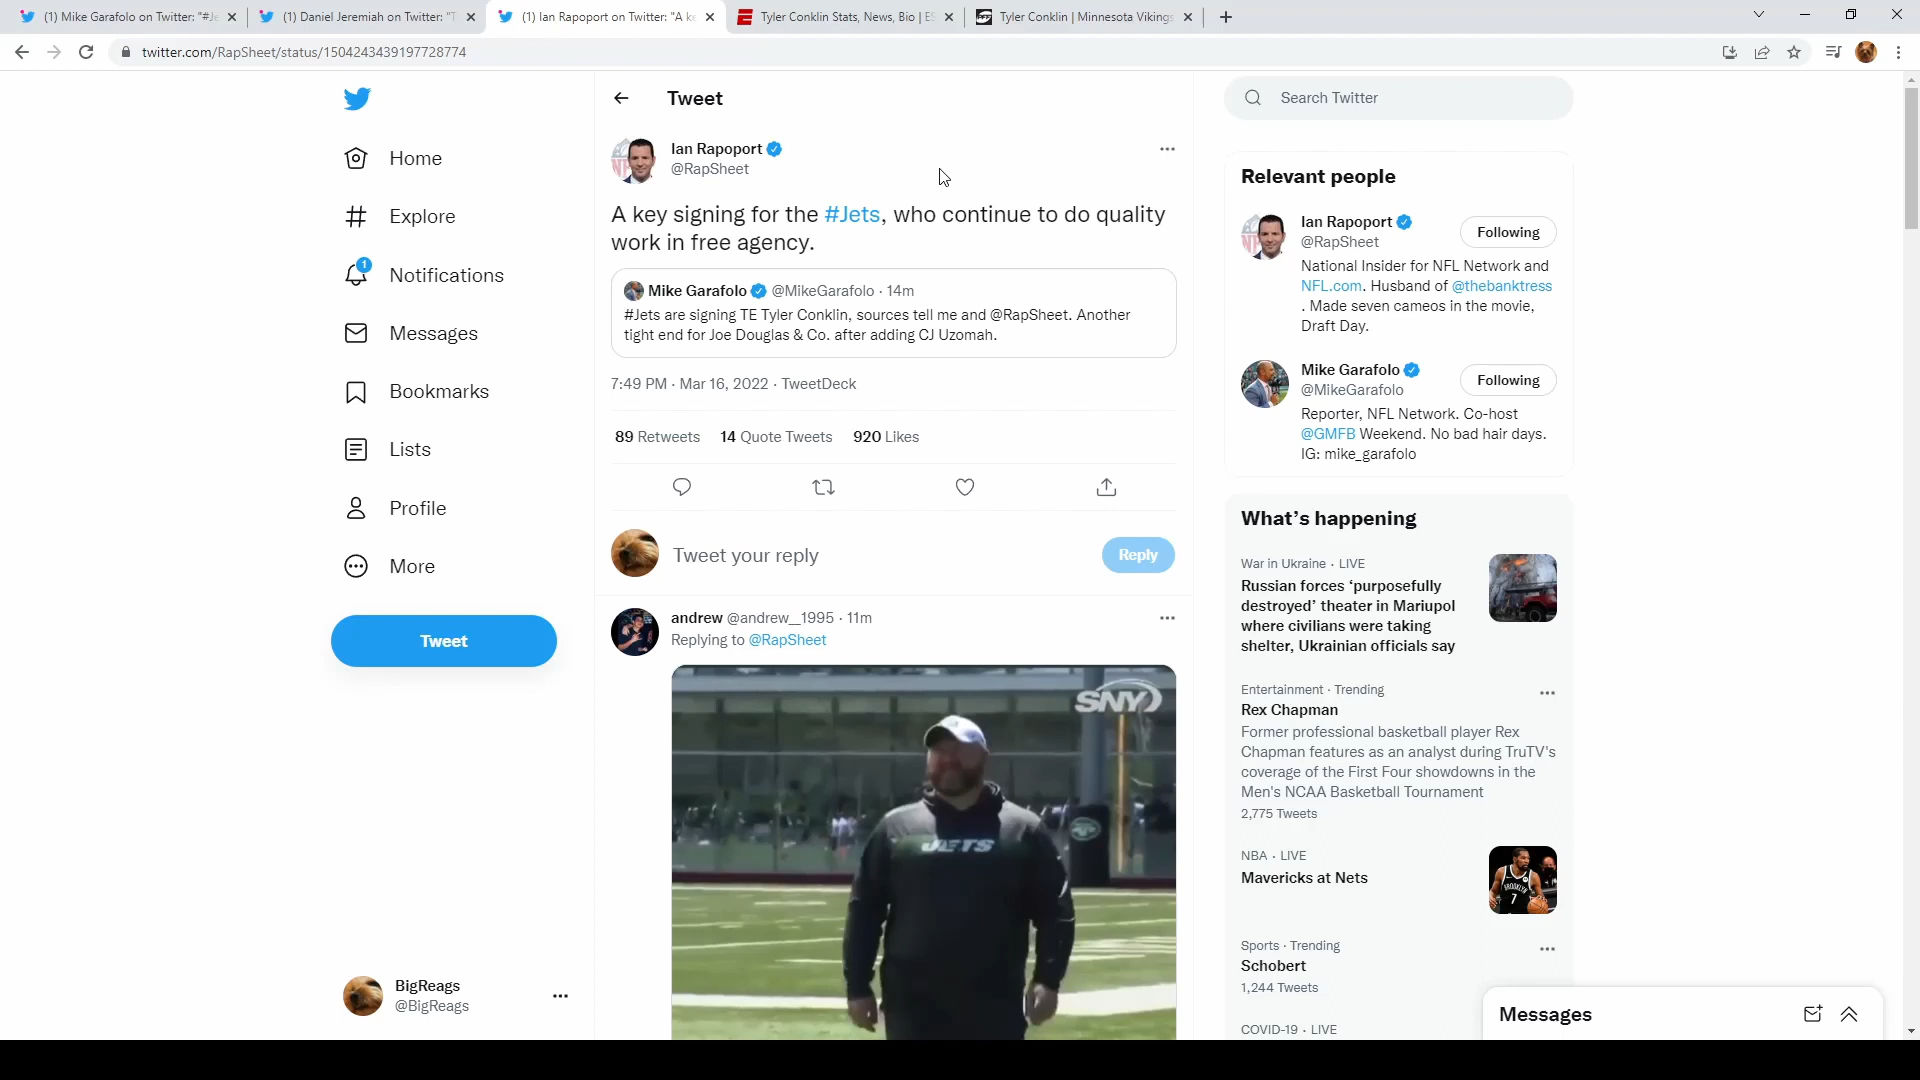 (1) Mike Garafolo on Twitter: "#Je
(1) Daniel Jeremiah on Twitter: "T
(1) Ian Rapoport on Twitter: "A ke
Tyler Conklin Stats, News, Bio | ES
Tyler Conklin | Minnesota Vikings
twitter.com/RapSheet/status/1504243439197728774
Home
Explore
1
Notifications
Messages
Bookmarks
Lists
Profile
More
Tweet
BigReags
@BigReags
Tweet
Ian Rapoport
@RapSheet
A key signing for the #Jets, who continue to do quality
work in free agency.
Mike Garafolo @MikeGarafolo · 14m
#Jets are signing TE Tyler Conklin, sources tell me and @RapSheet. Another
tight end for Joe Douglas & Co. after adding CJ Uzomah.
7:49 PM · Mar 16, 2022 · TweetDeck
89 Retweets 14 Quote Tweets 920 Likes
Tweet your reply
Reply
andrew @andrew__1995 · 11m
Replying to @RapSheet
SNY
JETS
Search Twitter
Relevant people
Ian Rapoport
@RapSheet
Following
National Insider for NFL Network and
NFL.com. Husband of @thebanktress
. Made seven cameos in the movie,
Draft Day.
Mike Garafolo
@MikeGarafolo
Following
Reporter, NFL Network. Co-host
@GMFB Weekend. No bad hair days.
IG: mike_garafolo
What's happening
War in Ukraine · LIVE
Russian forces ‘purposefully
destroyed’ theater in Mariupol
where civilians were taking
shelter, Ukrainian officials say
Entertainment · Trending
Rex Chapman
Former professional basketball player Rex
Chapman features as an analyst during TruTV's
coverage of the First Four showdowns in the
Men's NCAA Basketball Tournament
2,775 Tweets
NBA · LIVE
Mavericks at Nets
BROOKLYN
7
Sports · Trending
Schobert
1,244 Tweets
COVID-19 · LIVE
Messages